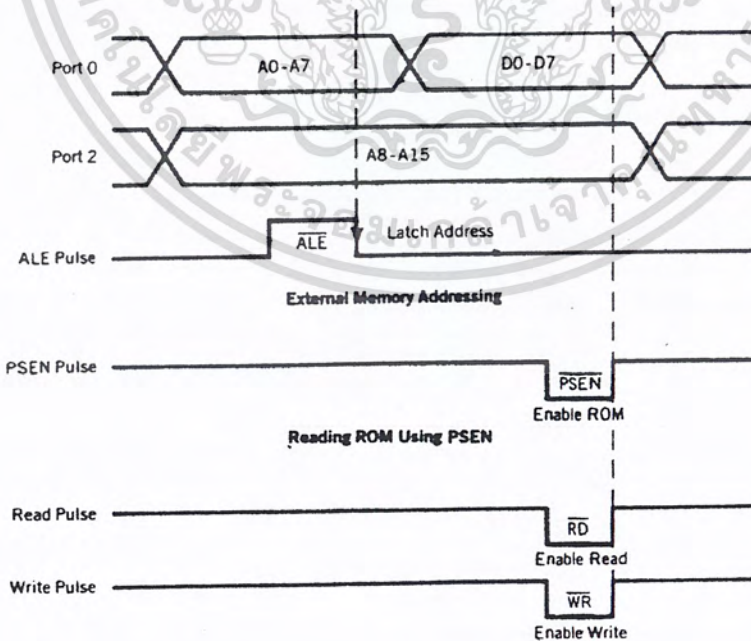 Port 0
A0-A7
D0-D7
Port 2
A8-A15
ALE Pulse
ALE
Latch Address
External Memory Addressing
PSEN Pulse
PSEN
Enable ROM
Reading ROM Using PSEN
Read Pulse
RD
Enable Read
Write Pulse
WR
Enable Write